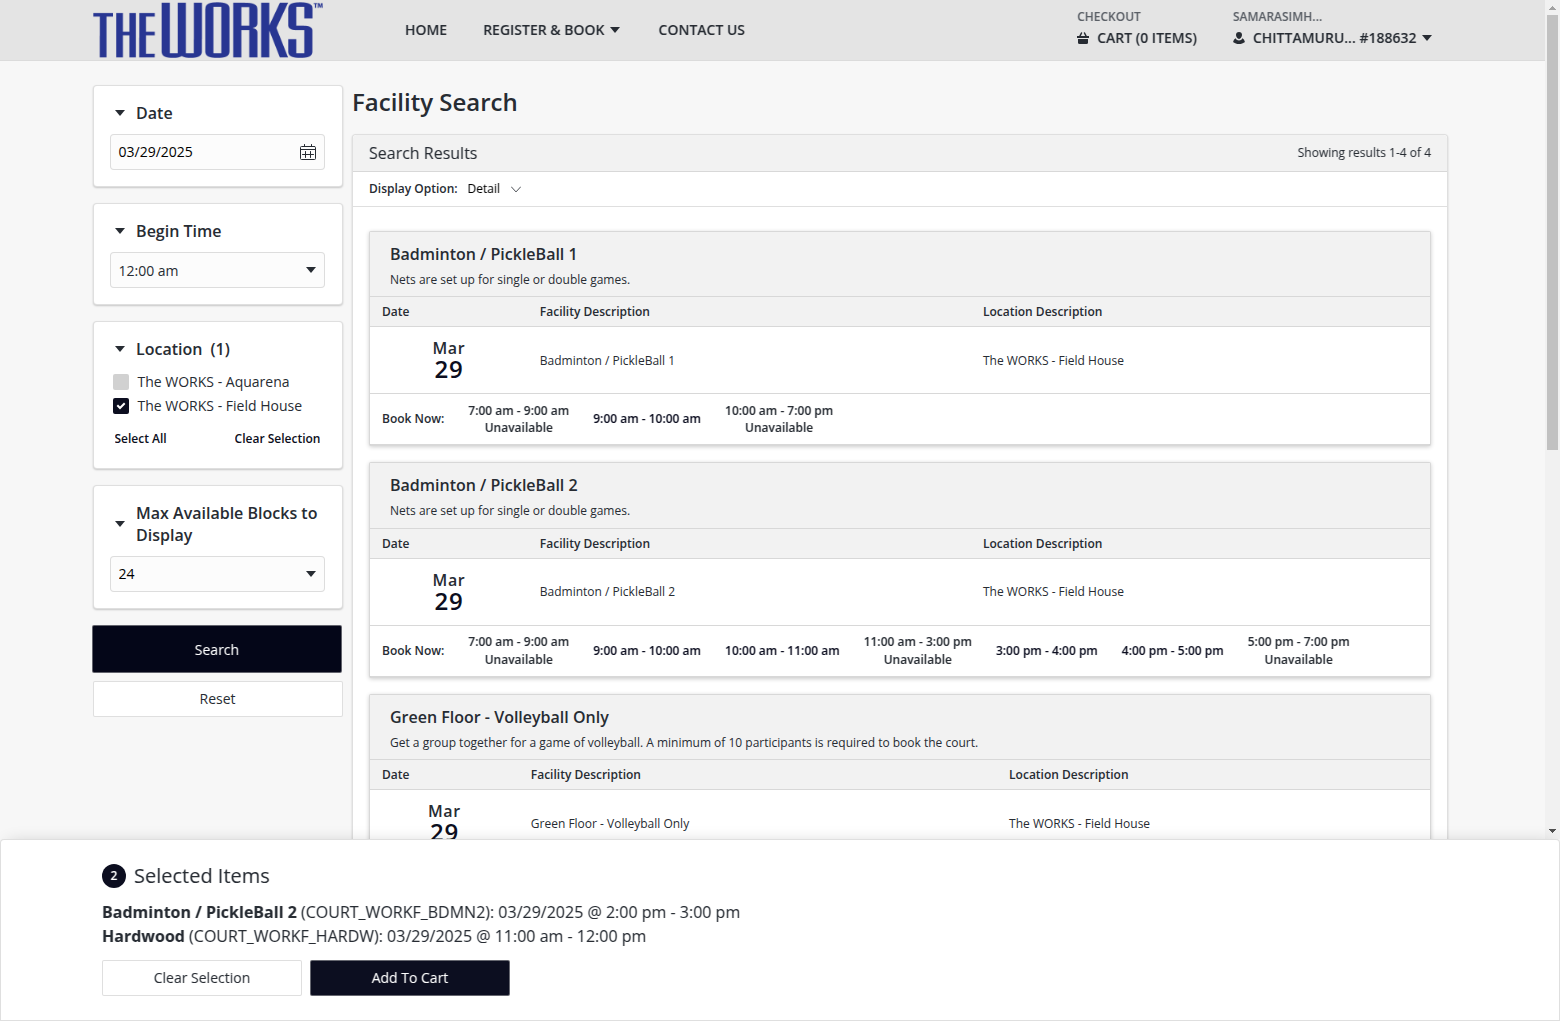 THE WORKS™
HOME
REGISTER & BOOK
CONTACT US
CHECKOUT
CART (0 ITEMS)
SAMARASIMH...
CHITTAMURU... #188632
Date
03/29/2025
Begin Time
12:00 am
Location (1)
The WORKS - Aquarena
The WORKS - Field House
Select All
Clear Selection
Max Available Blocks to
Display
24
Search
Reset
Facility Search
Search Results
Showing results 1-4 of 4
Display Option: Detail
Badminton / PickleBall 1
Nets are set up for single or double games.
Date Facility Description Location Description
Mar
29
Badminton / PickleBall 1
The WORKS - Field House
Book Now:
7:00 am - 9:00 am
Unavailable
9:00 am - 10:00 am
10:00 am - 7:00 pm
Unavailable
Badminton / PickleBall 2
Nets are set up for single or double games.
Date Facility Description Location Description
Mar
29
Badminton / PickleBall 2
The WORKS - Field House
Book Now:
7:00 am - 9:00 am
Unavailable
9:00 am - 10:00 am
10:00 am - 11:00 am
11:00 am - 3:00 pm
Unavailable
3:00 pm - 4:00 pm
4:00 pm - 5:00 pm
5:00 pm - 7:00 pm
Unavailable
Green Floor - Volleyball Only
Get a group together for a game of volleyball. A minimum of 10 participants is required to book the court.
Date Facility Description Location Description
Mar
29
Green Floor - Volleyball Only
The WORKS - Field House
2 Selected Items
Badminton / PickleBall 2 (COURT_WORKF_BDMN2): 03/29/2025 @ 2:00 pm - 3:00 pm
Hardwood (COURT_WORKF_HARDW): 03/29/2025 @ 11:00 am - 12:00 pm
Clear Selection
Add To Cart